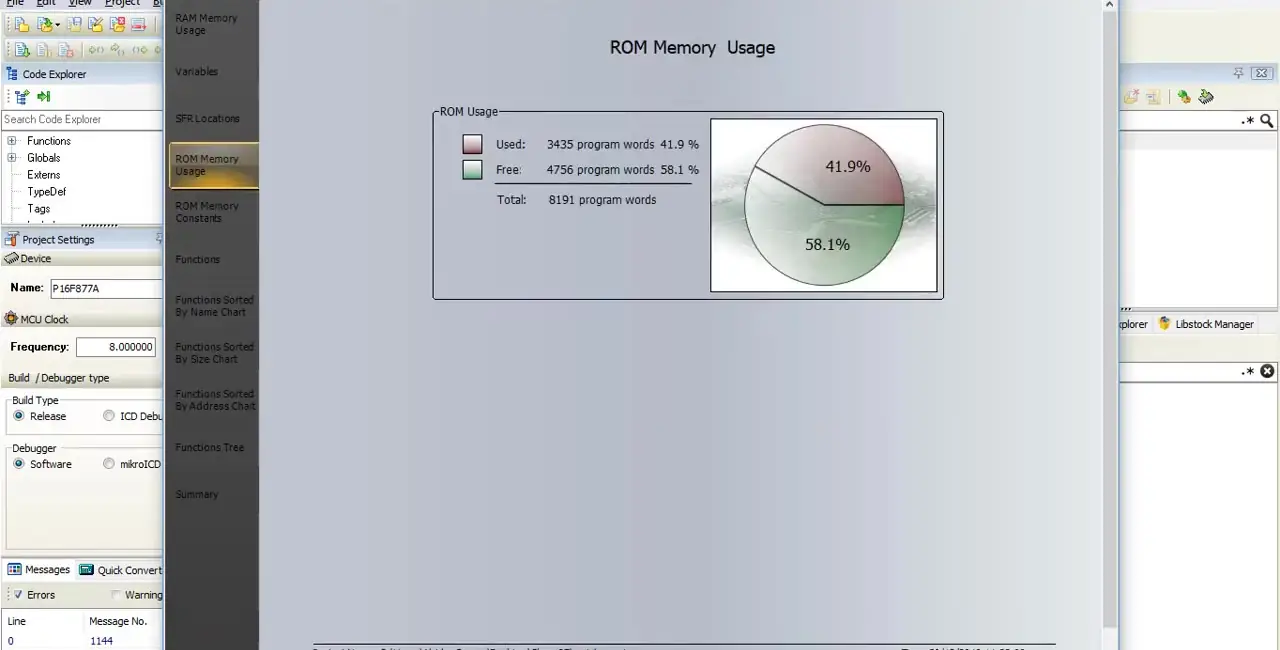 File Edit View Project
Code Explorer
Search Code Explorer
Functions
Globals
Externs
TypeDef
Tags
Project Settings
Device
Name: P16F877A
MCU Clock
Frequency: 8.000000
Build / Debugger type
Build Type
Release ICD Debu
Debugger
Software mikroICD
Messages Quick Convert
Errors Warning
Line Message No.
0 1144
RAM Memory
Usage
Variables
SFR Locations
ROM Memory
Usage
ROM Memory
Constants
Functions
Functions Sorted
By Name Chart
Functions Sorted
By Size Chart
Functions Sorted
By Address Chart
Functions Tree
Summary
ROM Memory Usage
ROM Usage
Used: 3435 program words 41.9 %
Free: 4756 program words 58.1 %
Total: 8191 program words
41.9%
58.1%
.*
xplorer Libstock Manager
.*